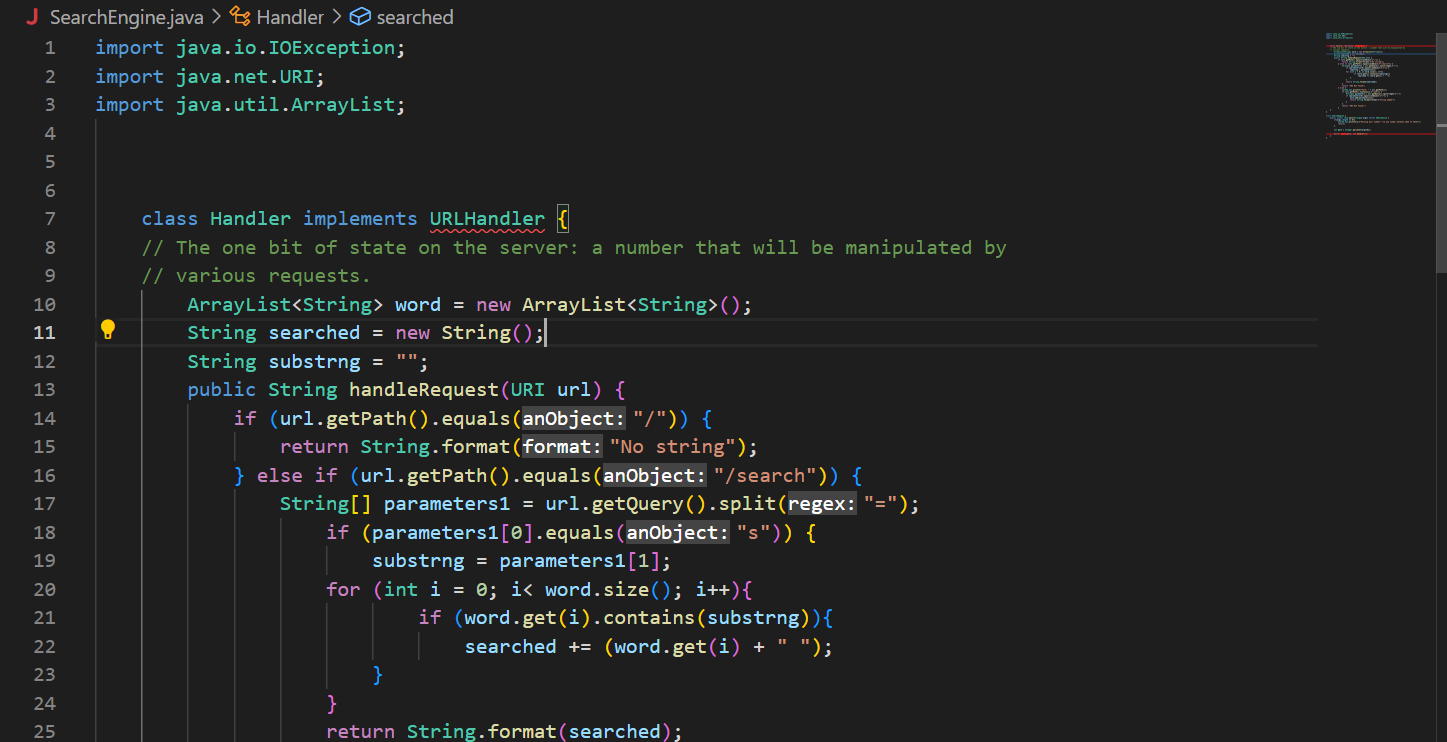 SearchEngine.java > Handler > searched
1 import java.io.IOException;
2 import java.net.URI;
3 import java.util.ArrayList;
4
5
6
7 class Handler implements URLHandler {
8 // The one bit of state on the server: a number that will be manipulated by
9 // various requests.
10 ArrayList<String> word = new ArrayList<String>();
11 String searched = new String();
12 String substrng = "";
13 public String handleRequest(URI url) {
14 if (url.getPath().equals(anObject: "/")) {
15 return String.format(format: "No string");
16 } else if (url.getPath().equals(anObject: "/search")) {
17 String[] parameters1 = url.getQuery().split(regex: "=");
18 if (parameters1[0].equals(anObject: "s")) {
19 substrng = parameters1[1];
20 for (int i = 0; i< word.size(); i++){
21 if (word.get(i).contains(substrng)){
22 searched += (word.get(i) + " ");
23 }
24 }
25 return String.format(searched);